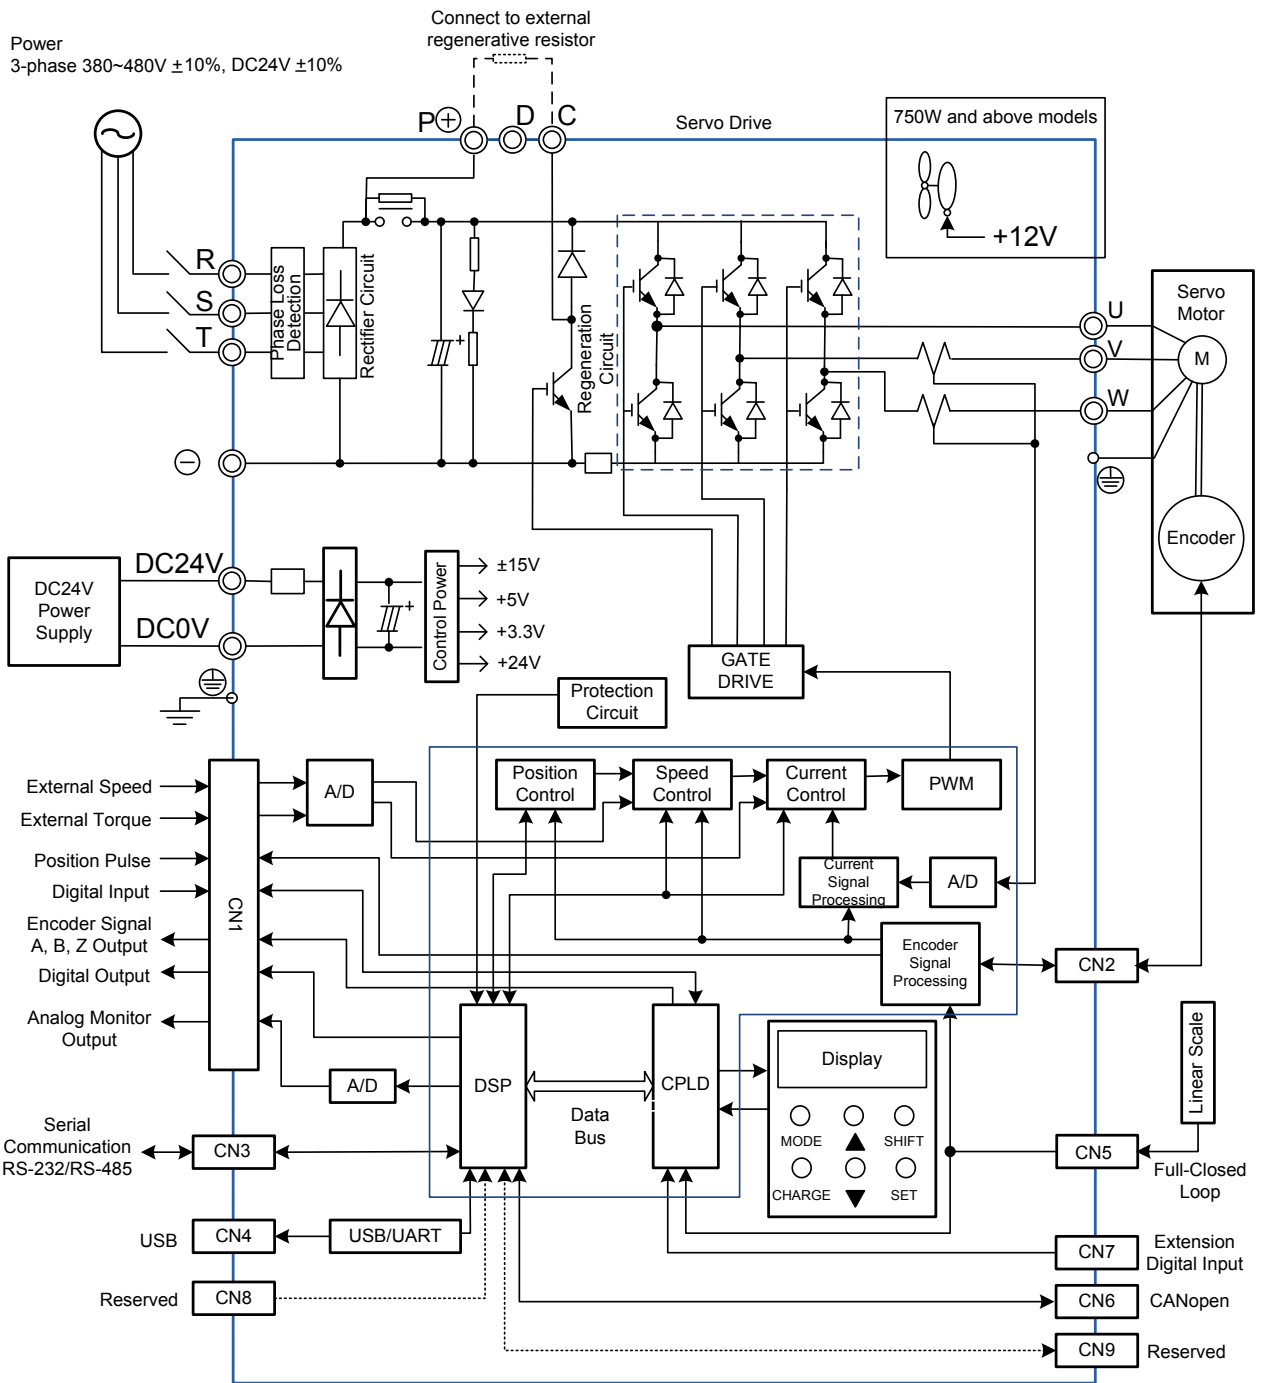 Connect to external
regenerative resistor
Power
3-phase 380~480V ±10%, DC24V ±10%
P⊕
D
C
Servo Drive
750W and above models
+12V
R
S
T
Phase Loss
Detection
Rectifier Circuit
+
Regeneration
Circuit
U
V
W
Servo
Motor
M
Encoder
⊖
DC24V
Power
Supply
DC24V
DC0V
+
Control Power
±15V
+5V
+3.3V
+24V
GATE
DRIVE
Protection
Circuit
External Speed
External Torque
Position Pulse
Digital Input
Encoder Signal
A, B, Z Output
Digital Output
Analog Monitor
Output
CN1
A/D
Position
Control
Speed
Control
Current
Control
PWM
Current
Signal
Processing
A/D
Encoder
Signal
Processing
CN2
A/D
DSP
Data
Bus
CPLD
Display
MODE
▲
SHIFT
CHARGE
▼
SET
Linear Scale
CN5
Full-Closed
Loop
Serial
Communication
RS-232/RS-485
CN3
USB
CN4
USB/UART
Reserved
CN8
CN7
Extension
Digital Input
CN6
CANopen
CN9
Reserved